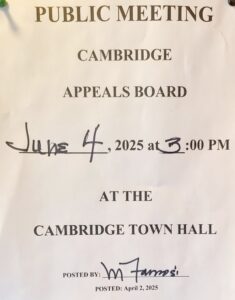 PUBLIC MEETING
CAMBRIDGE
APPEALS BOARD
June 4, 2025 at 3:00 PM
AT THE
CAMBRIDGE TOWN HALL
POSTED BY: M
POSTED: April 2, 2025